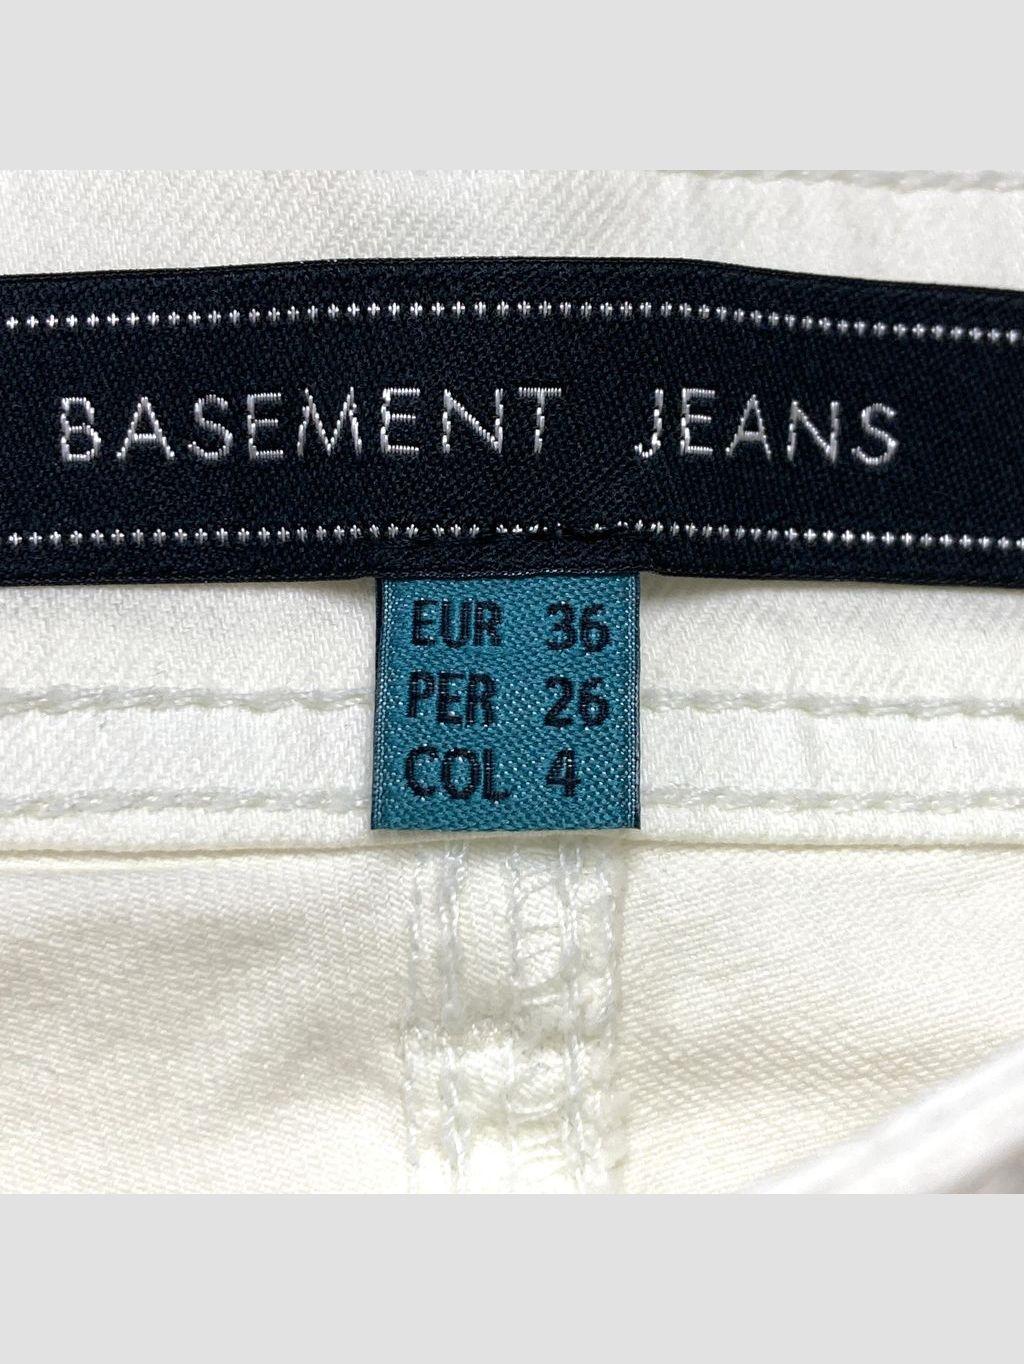 BASEMENT JEANS
EUR 36
PER 26
COL 4